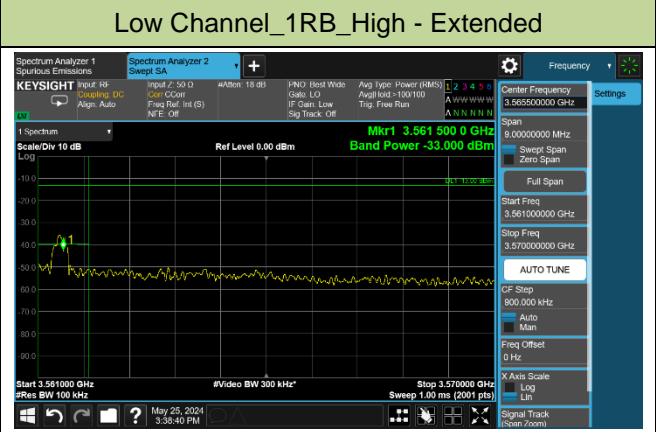 Low Channel_1RB_High - Extended
Spectrum Analyzer 1
Spurious Emissions
Spectrum Analyzer 2
Swept SA
+
Frequency
KEYSIGHT
Input: RF
Coupling: DC
Align: Auto
Input Z: 50 Ω
Corr CCorr
Freq Ref: Int (S)
NFE: Off
#Atten: 18 dB
PNO: Best Wide
Gate: LO
IF Gain: Low
Sig Track: Off
Avg Type: Power (RMS)
Avg|Hold:>100/100
Trig: Free Run
1 2 3 4 5 6
A W W W W W
A N N N N N
LXI
1 Spectrum
Scale/Div 10 dB
Log
Ref Level 0.00 dBm
Mkr1 3.561 500 0 GHz
Band Power -33.000 dBm
DL1 -13.00 dBm
1
-10.0
-20.0
-30.0
-40.0
-50.0
-60.0
-70.0
-80.0
-90.0
Start 3.561000 GHz
#Res BW 100 kHz
#Video BW 300 kHz*
Stop 3.570000 GHz
Sweep 1.00 ms (2001 pts)
Center Frequency
3.565500000 GHz
Settings
Span
9.00000000 MHz
Swept Span
Zero Span
Full Span
Start Freq
3.561000000 GHz
Stop Freq
3.570000000 GHz
AUTO TUNE
CF Step
900.000 kHz
Auto
Man
Freq Offset
0 Hz
X Axis Scale
Log
Lin
Signal Track
(Span Zoom)
?
May 25, 2024
3:38:40 PM